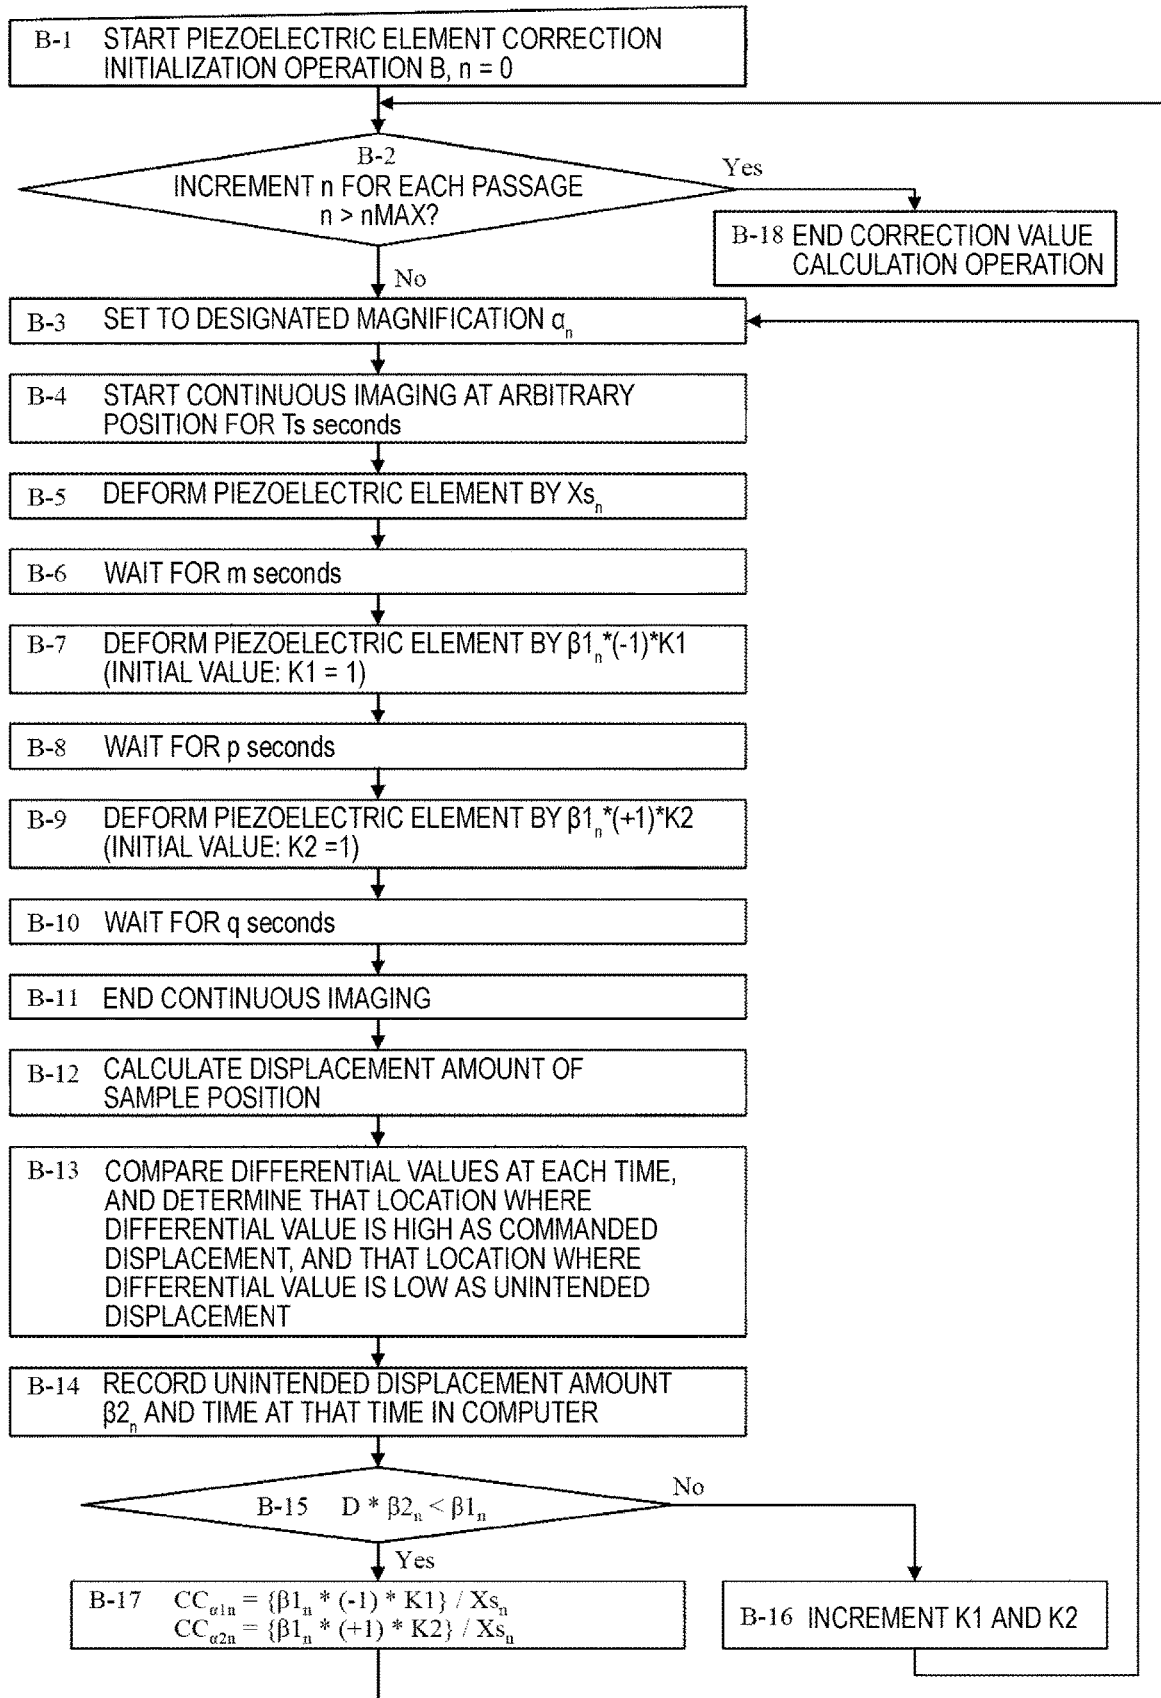 B-1 START PIEZOELECTRIC ELEMENT CORRECTION
INITIALIZATION OPERATION B, n = 0
B-2
INCREMENT n FOR EACH PASSAGE
n > nMAX?
Yes
B-18 END CORRECTION VALUE
CALCULATION OPERATION
No
B-3 SET TO DESIGNATED MAGNIFICATION αₙ
B-4 START CONTINUOUS IMAGING AT ARBITRARY
POSITION FOR Ts seconds
B-5 DEFORM PIEZOELECTRIC ELEMENT BY Xsₙ
B-6 WAIT FOR m seconds
B-7 DEFORM PIEZOELECTRIC ELEMENT BY β1ₙ*(-1)*K1
(INITIAL VALUE: K1 = 1)
B-8 WAIT FOR p seconds
B-9 DEFORM PIEZOELECTRIC ELEMENT BY β1ₙ*(+1)*K2
(INITIAL VALUE: K2 =1)
B-10 WAIT FOR q seconds
B-11 END CONTINUOUS IMAGING
B-12 CALCULATE DISPLACEMENT AMOUNT OF
SAMPLE POSITION
B-13 COMPARE DIFFERENTIAL VALUES AT EACH TIME,
AND DETERMINE THAT LOCATION WHERE
DIFFERENTIAL VALUE IS HIGH AS COMMANDED
DISPLACEMENT, AND THAT LOCATION WHERE
DIFFERENTIAL VALUE IS LOW AS UNINTENDED
DISPLACEMENT
B-14 RECORD UNINTENDED DISPLACEMENT AMOUNT
β2ₙ AND TIME AT THAT TIME IN COMPUTER
B-15 D * β2ₙ < β1ₙ
No
Yes
B-17 CCα1n = {β1ₙ * (-1) * K1} / Xsₙ
CCα2n = {β1ₙ * (+1) * K2} / Xsₙ
B-16 INCREMENT K1 AND K2